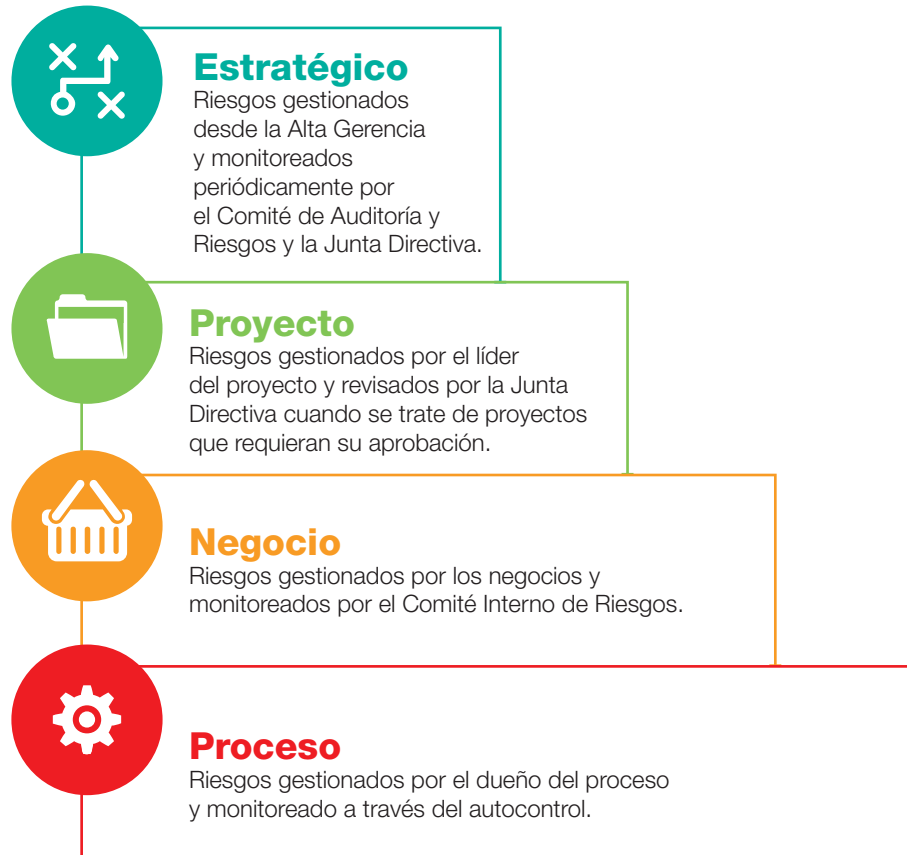 Estratégico
Riesgos gestionados
desde la Alta Gerencia
y monitoreados
periódicamente por
el Comité de Auditoría y
Riesgos y la Junta Directiva.
Proyecto
Riesgos gestionados por el líder
del proyecto y revisados por la Junta
Directiva cuando se trate de proyectos
que requieran su aprobación.
Negocio
Riesgos gestionados por los negocios y
monitoreados por el Comité Interno de Riesgos.
Proceso
Riesgos gestionados por el dueño del proceso
y monitoreado a través del autocontrol.